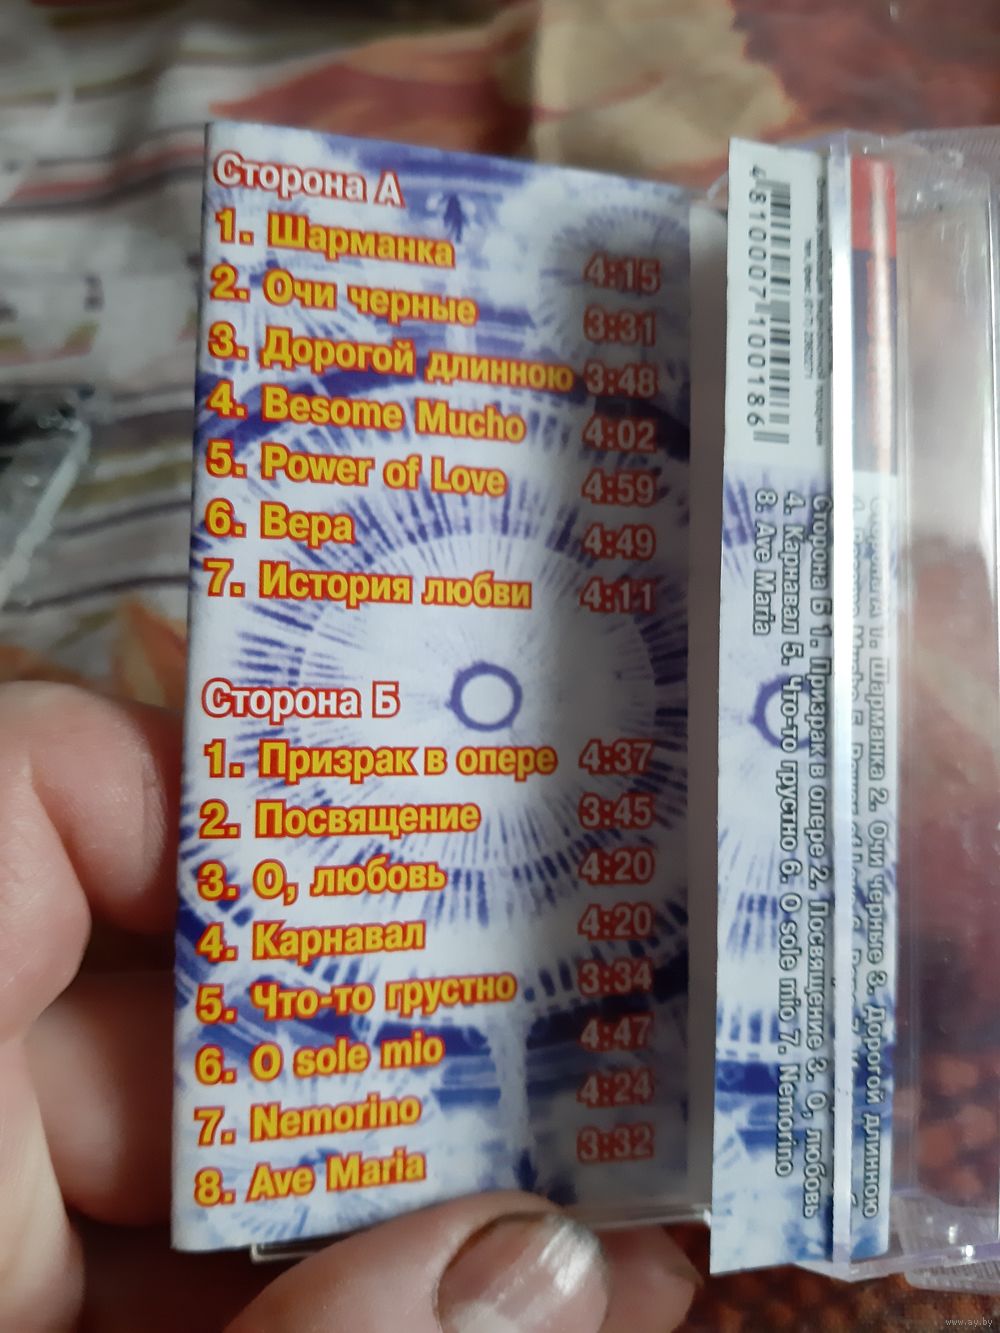 Сторона А
1. Шарманка 4:15
2. Очи черные 3:31
3. Дорогой длинною 3:48
4. Besome Mucho 4:02
5. Power of Love 4:59
6. Вера 4:49
7. История любви 4:11
Сторона Б
1. Призрак в опере 4:37
2. Посвящение 3:45
3. О, любовь 4:20
4. Карнавал 4:20
5. Что-то грустно 3:34
6. O sole mio 4:47
7. Nemorino 4:24
8. Ave Maria 3:32
4810007100186
1. Шарманка 2. Очи черные 3. Дорогой длинною
Сторона Б 1. Призрак в опере 2. Посвящение 3. О, любовь
4. Карнавал 5. Что-то грустно 6. O sole mio 7. Nemorino
8. Ave Maria
www.ay.by